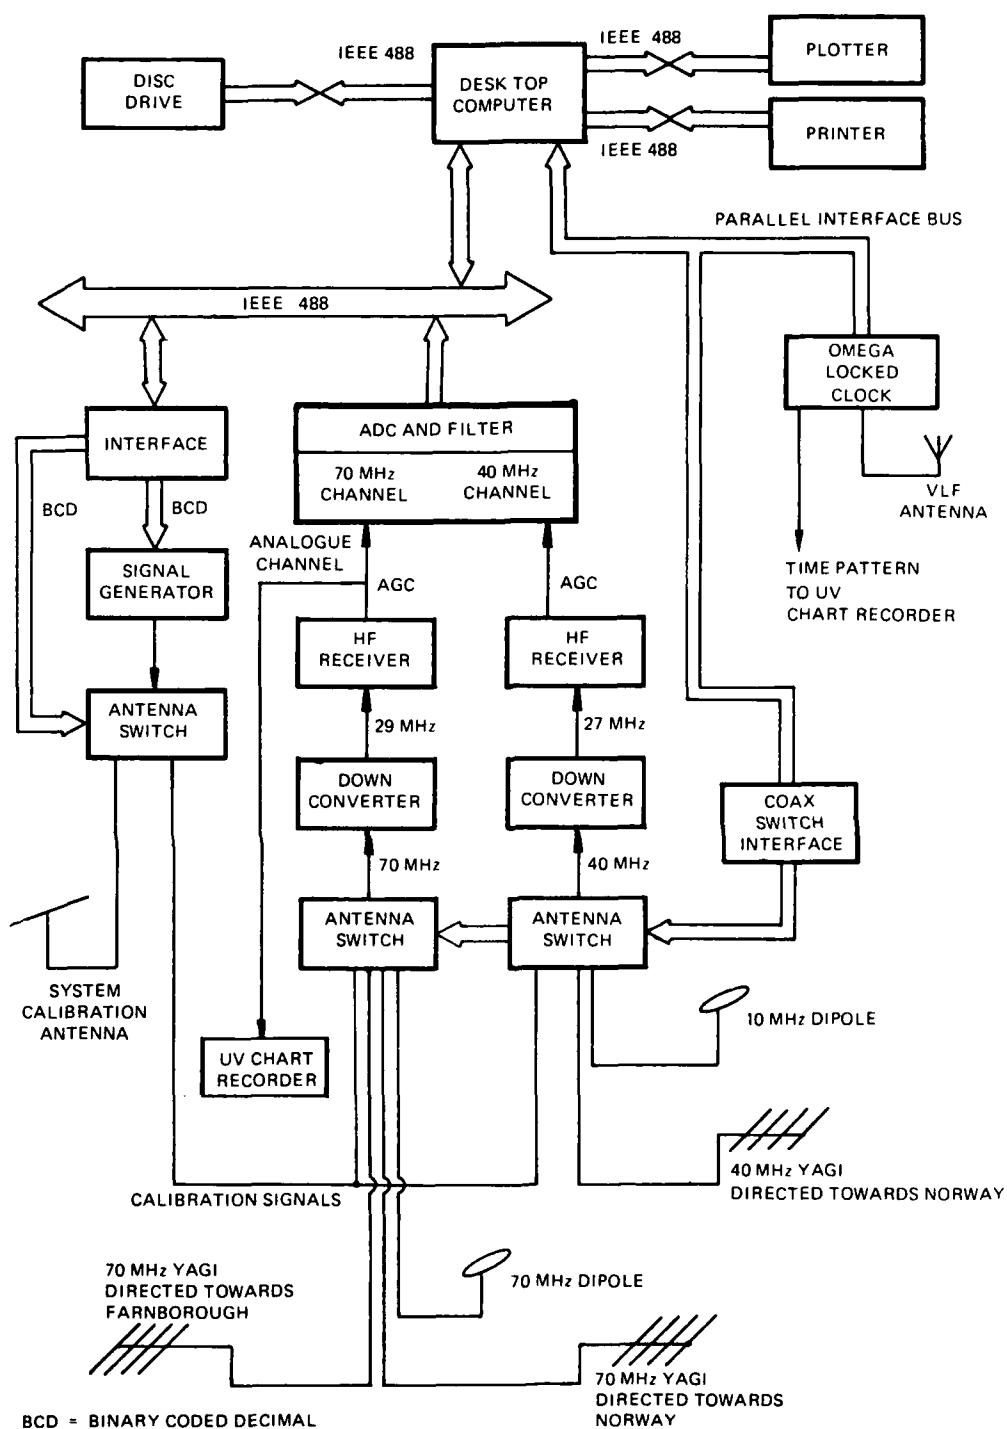 IEEE 488
IEEE 488
PLOTTER
DISC
DRIVE
DESK TOP
COMPUTER
PRINTER
IEEE 488
PARALLEL INTERFACE BUS
IEEE 488
OMEGA
LOCKED
CLOCK
INTERFACE
ADC AND FILTER
70 MHz
CHANNEL
40 MHz
CHANNEL
VLF
ANTENNA
BCD
BCD
ANALOGUE
CHANNEL
SIGNAL
GENERATOR
AGC
AGC
TIME PATTERN
TO UV
CHART RECORDER
HF
RECEIVER
HF
RECEIVER
ANTENNA
SWITCH
29 MHz
27 MHz
DOWN
CONVERTER
DOWN
CONVERTER
COAX
SWITCH
INTERFACE
70 MHz
40 MHz
ANTENNA
SWITCH
ANTENNA
SWITCH
SYSTEM
CALIBRATION
ANTENNA
10 MHz DIPOLE
UV CHART
RECORDER
40 MHz YAGI
DIRECTED TOWARDS NORWAY
CALIBRATION SIGNALS
70 MHz YAGI
DIRECTED TOWARDS
FARNBOROUGH
70 MHz DIPOLE
70 MHz YAGI
DIRECTED TOWARDS
NORWAY
BCD = BINARY CODED DECIMAL